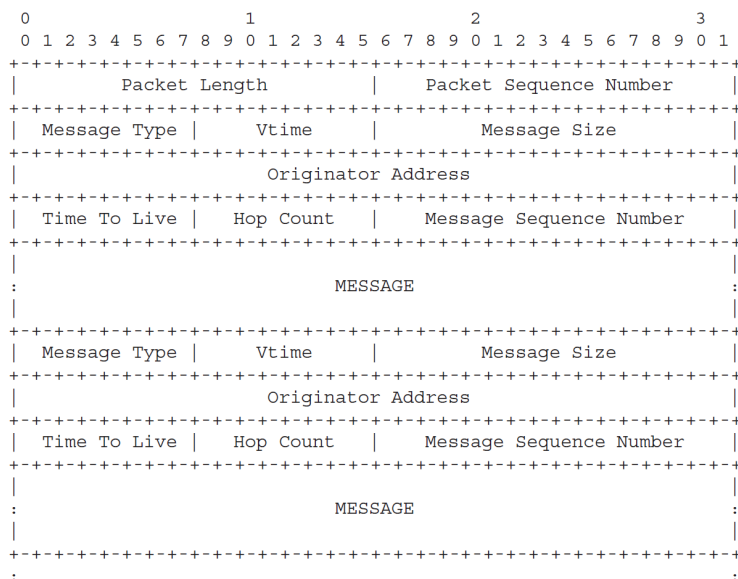 0                   1                   2                   3
0 1 2 3 4 5 6 7 8 9 0 1 2 3 4 5 6 7 8 9 0 1 2 3 4 5 6 7 8 9 0 1
+-+-+-+-+-+-+-+-+-+-+-+-+-+-+-+-+-+-+-+-+-+-+-+-+-+-+-+-+-+-+-+-+
|         Packet Length         |    Packet Sequence Number     |
+-+-+-+-+-+-+-+-+-+-+-+-+-+-+-+-+-+-+-+-+-+-+-+-+-+-+-+-+-+-+-+-+
|  Message Type |     Vtime     |         Message Size          |
+-+-+-+-+-+-+-+-+-+-+-+-+-+-+-+-+-+-+-+-+-+-+-+-+-+-+-+-+-+-+-+-+
|                      Originator Address                       |
+-+-+-+-+-+-+-+-+-+-+-+-+-+-+-+-+-+-+-+-+-+-+-+-+-+-+-+-+-+-+-+-+
|  Time To Live |   Hop Count   |    Message Sequence Number    |
+-+-+-+-+-+-+-+-+-+-+-+-+-+-+-+-+-+-+-+-+-+-+-+-+-+-+-+-+-+-+-+-+
|                                                               |
:                            MESSAGE                            :
|                                                               |
+-+-+-+-+-+-+-+-+-+-+-+-+-+-+-+-+-+-+-+-+-+-+-+-+-+-+-+-+-+-+-+-+
|  Message Type |     Vtime     |         Message Size          |
+-+-+-+-+-+-+-+-+-+-+-+-+-+-+-+-+-+-+-+-+-+-+-+-+-+-+-+-+-+-+-+-+
|                      Originator Address                       |
+-+-+-+-+-+-+-+-+-+-+-+-+-+-+-+-+-+-+-+-+-+-+-+-+-+-+-+-+-+-+-+-+
|  Time To Live |   Hop Count   |    Message Sequence Number    |
+-+-+-+-+-+-+-+-+-+-+-+-+-+-+-+-+-+-+-+-+-+-+-+-+-+-+-+-+-+-+-+-+
|                                                               |
:                            MESSAGE                            :
|                                                               |
+-+-+-+-+-+-+-+-+-+-+-+-+-+-+-+-+-+-+-+-+-+-+-+-+-+-+-+-+-+-+-+-+
:                                                               :